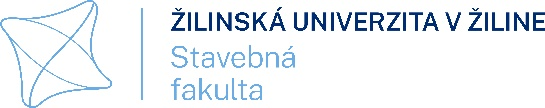 ŽILINSKÁ UNIVERZITA V ŽILINE
Stavebná
fakulta